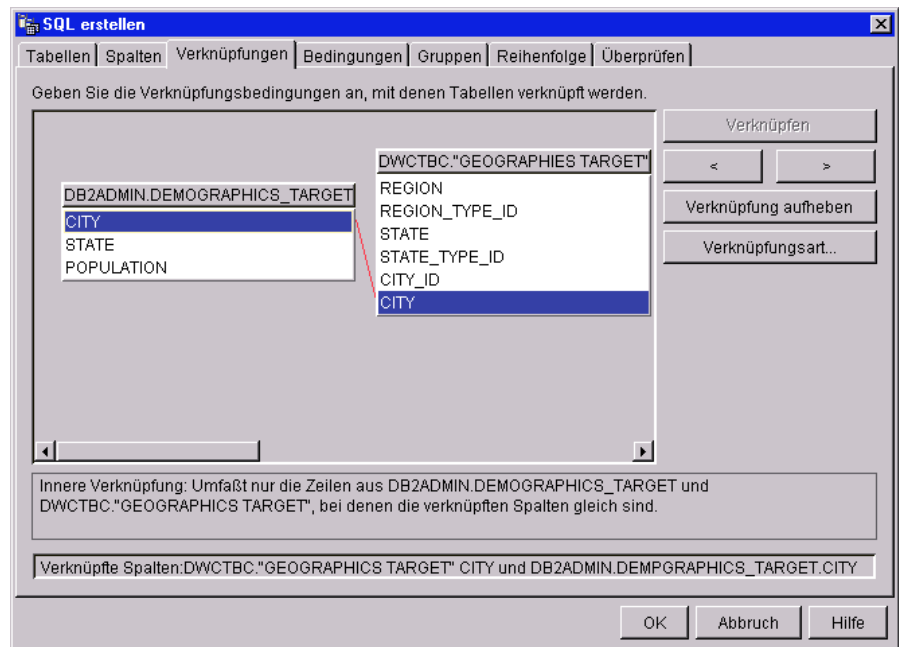 SQL erstellen
Tabellen Spalten Verknüpfungen Bedingungen Gruppen Reihenfolge Überprüfen
Geben Sie die Verknüpfungsbedingungen an, mit denen Tabellen verknüpft werden.
DB2ADMIN.DEMOGRAPHICS_TARGET
CITY
STATE
POPULATION
DWCTBC."GEOGRAPHIES TARGET"
REGION
REGION_TYPE_ID
STATE
STATE_TYPE_ID
CITY_ID
CITY
Verknüpfen
< >
Verknüpfung aufheben
Verknüpfungsart...
Innere Verknüpfung: Umfaßt nur die Zeilen aus DB2ADMIN.DEMOGRAPHICS_TARGET und
DWCTBC."GEOGRAPHICS TARGET", bei denen die verknüpften Spalten gleich sind.
Verknüpfte Spalten:DWCTBC."GEOGRAPHICS TARGET" CITY und DB2ADMIN.DEMPGRAPHICS_TARGET.CITY
OK Abbruch Hilfe